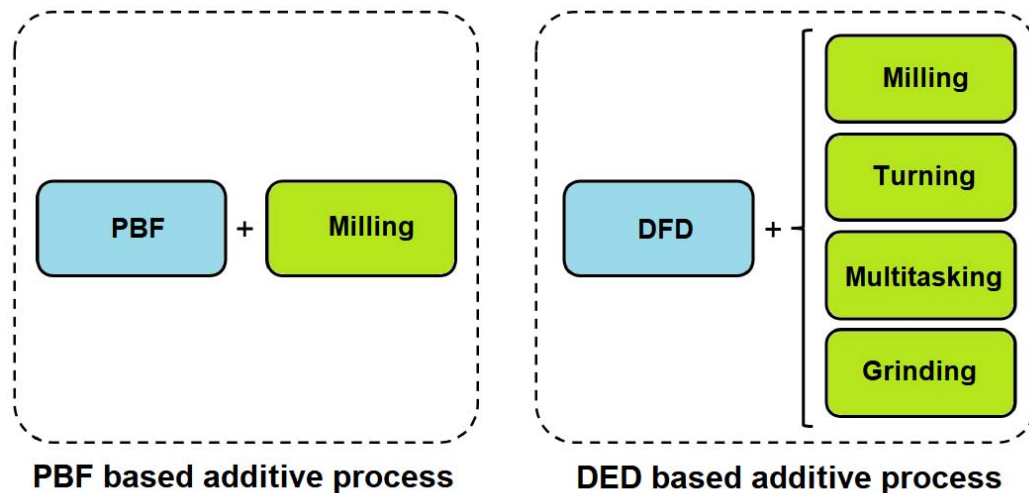 PBF
+
Milling
PBF based additive process
DFD
+
Milling
Turning
Multitasking
Grinding
DED based additive process